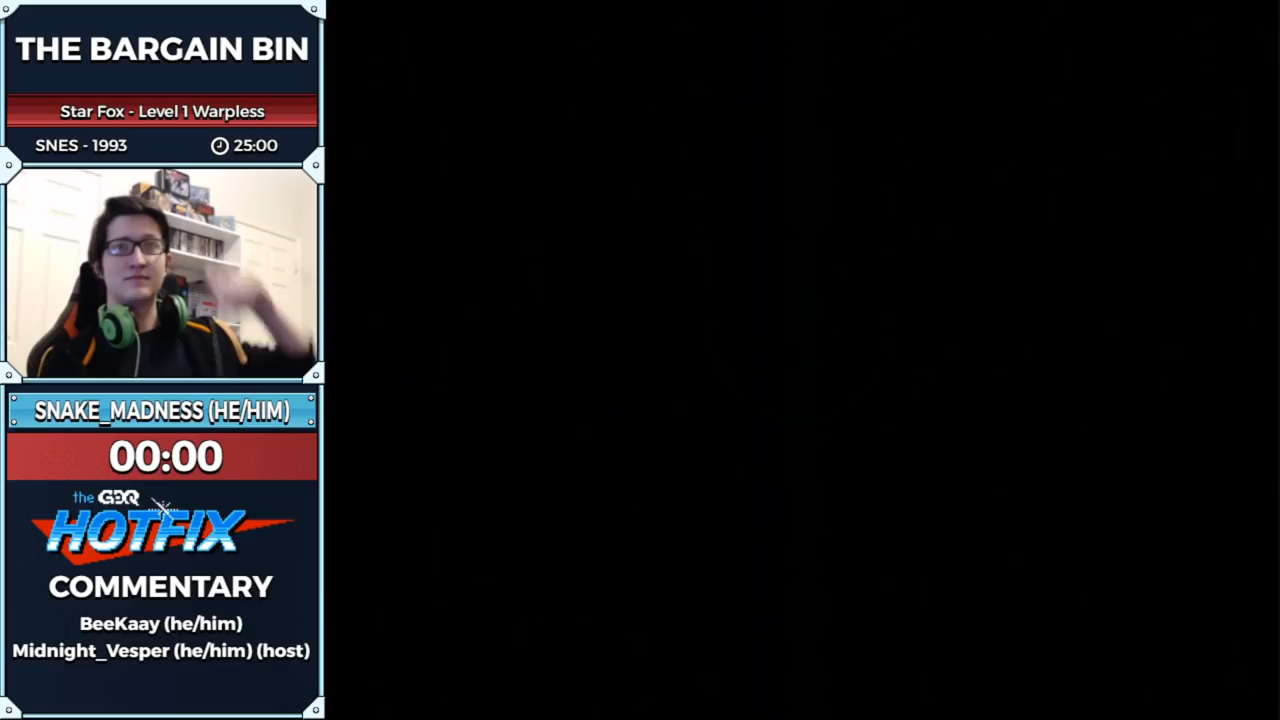 THE BARGAIN BIN
Star Fox - Level 1 Warpless
SNES - 1993
25:00
SNAKE_MADNESS (HE/HIM)
00:00
the GDQ
HOTFIX
COMMENTARY
BeeKaay (he/him)
Midnight_Vesper (he/him) (host)